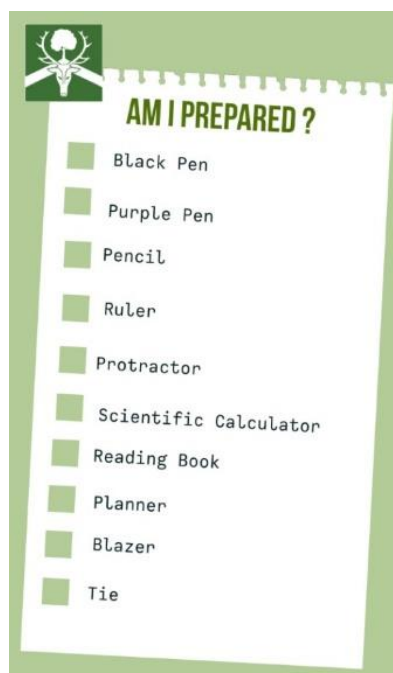 AM I PREPARED ?
Black Pen
Purple Pen
Pencil
Ruler
Protractor
Scientific Calculator
Reading Book
Planner
Blazer
Tie